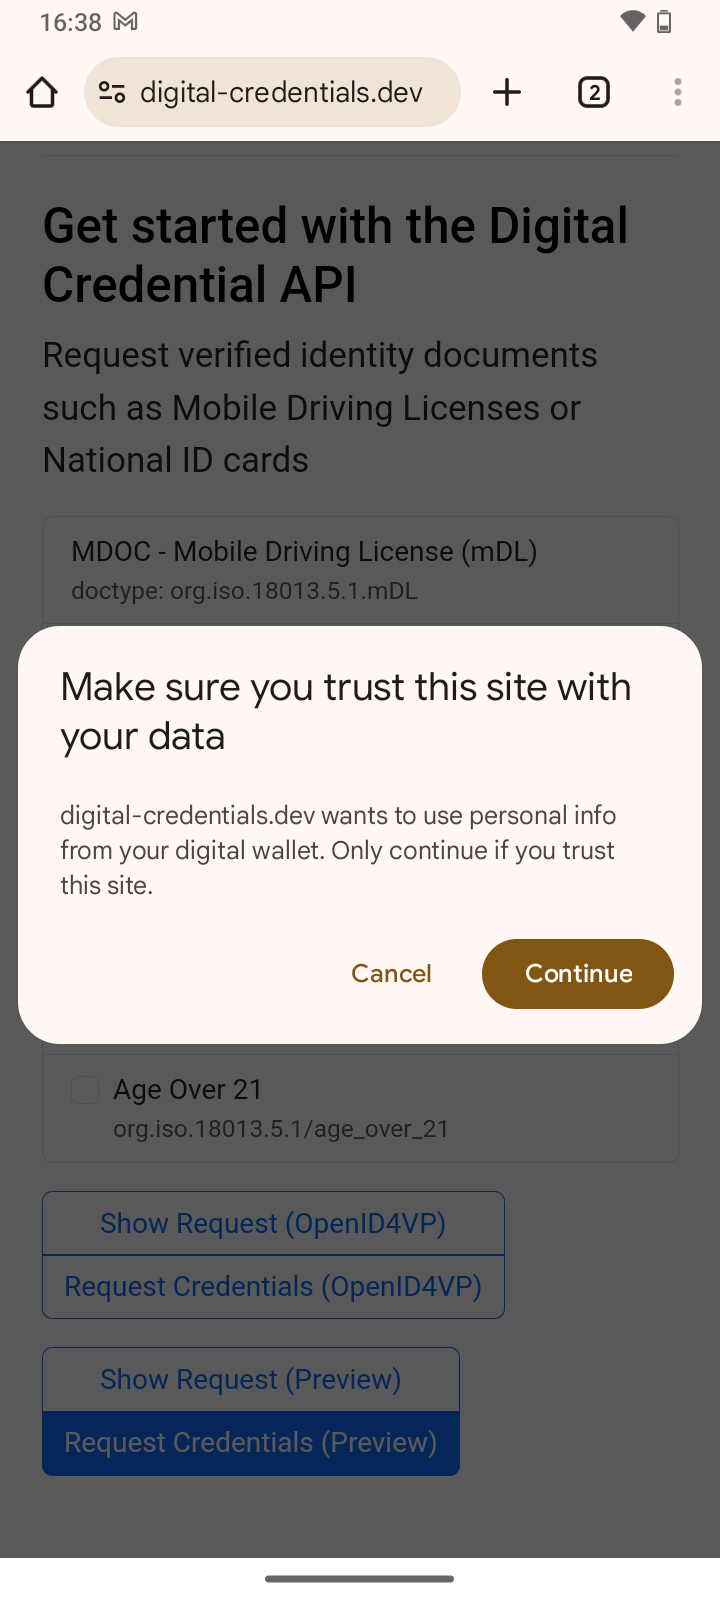 16:38
digital-credentials.dev
2
Get started with the Digital
Credential API
Request verified identity documents
such as Mobile Driving Licenses or
National ID cards
MDOC - Mobile Driving License (mDL)
doctype: org.iso.18013.5.1.mDL
Make sure you trust this site with
your data
digital-credentials.dev wants to use personal info
from your digital wallet. Only continue if you trust
this site.
Cancel
Continue
Age Over 21
org.iso.18013.5.1/age_over_21
Show Request (OpenID4VP)
Request Credentials (OpenID4VP)
Show Request (Preview)
Request Credentials (Preview)